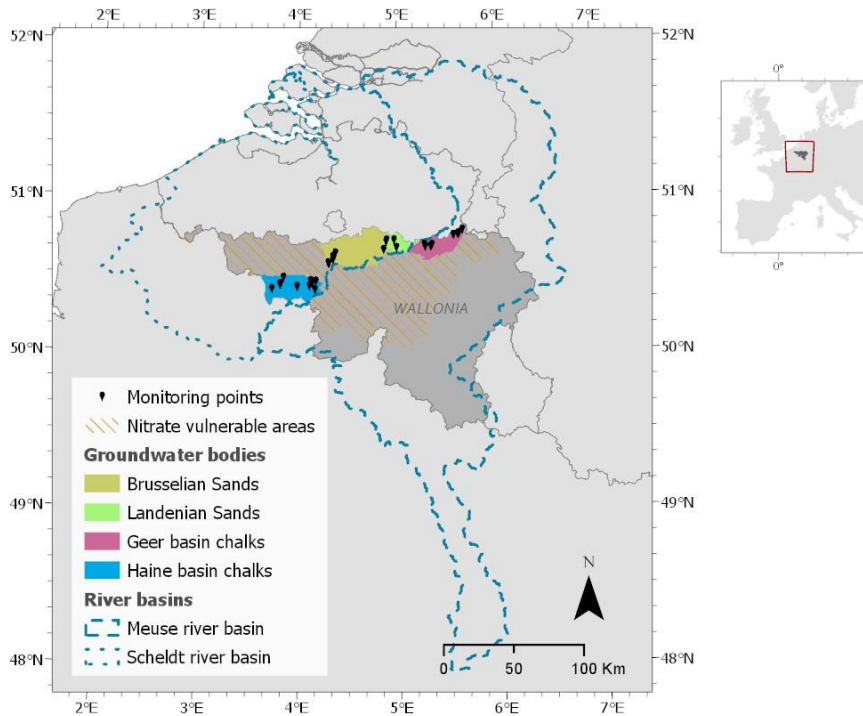 2°E 3°E 4°E 5°E 6°E
52°N 52°N
0°
51°N 51°N
0°
WALLONIA
50°N 50°N
Monitoring points
Nitrate vulnerable areas
Groundwater bodies
Brusselian Sands
49°N 49°N
Landenian Sands
Geer basin chalks
Haine basin chalks
N
River basins
Meuse river basin
Scheldt river basin
48°N 48°N
0 50 100 Km
2°E 3°E 4°E 5°E 6°E 7°E